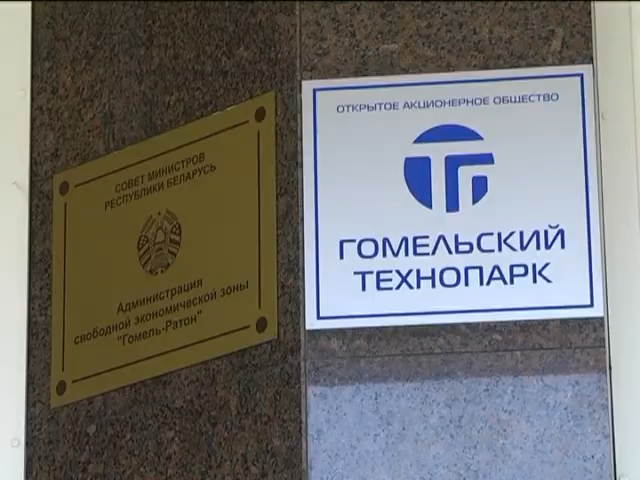 СОВЕТ МИНИСТРОВ
РЕСПУБЛИКИ БЕЛАРУСЬ
Администрация
свободной экономической зоны
"Гомель-Ратон"
ОТКРЫТОЕ АКЦИОНЕРНОЕ ОБЩЕСТВО
ГОМЕЛЬСКИЙ
ТЕХНОПАРК